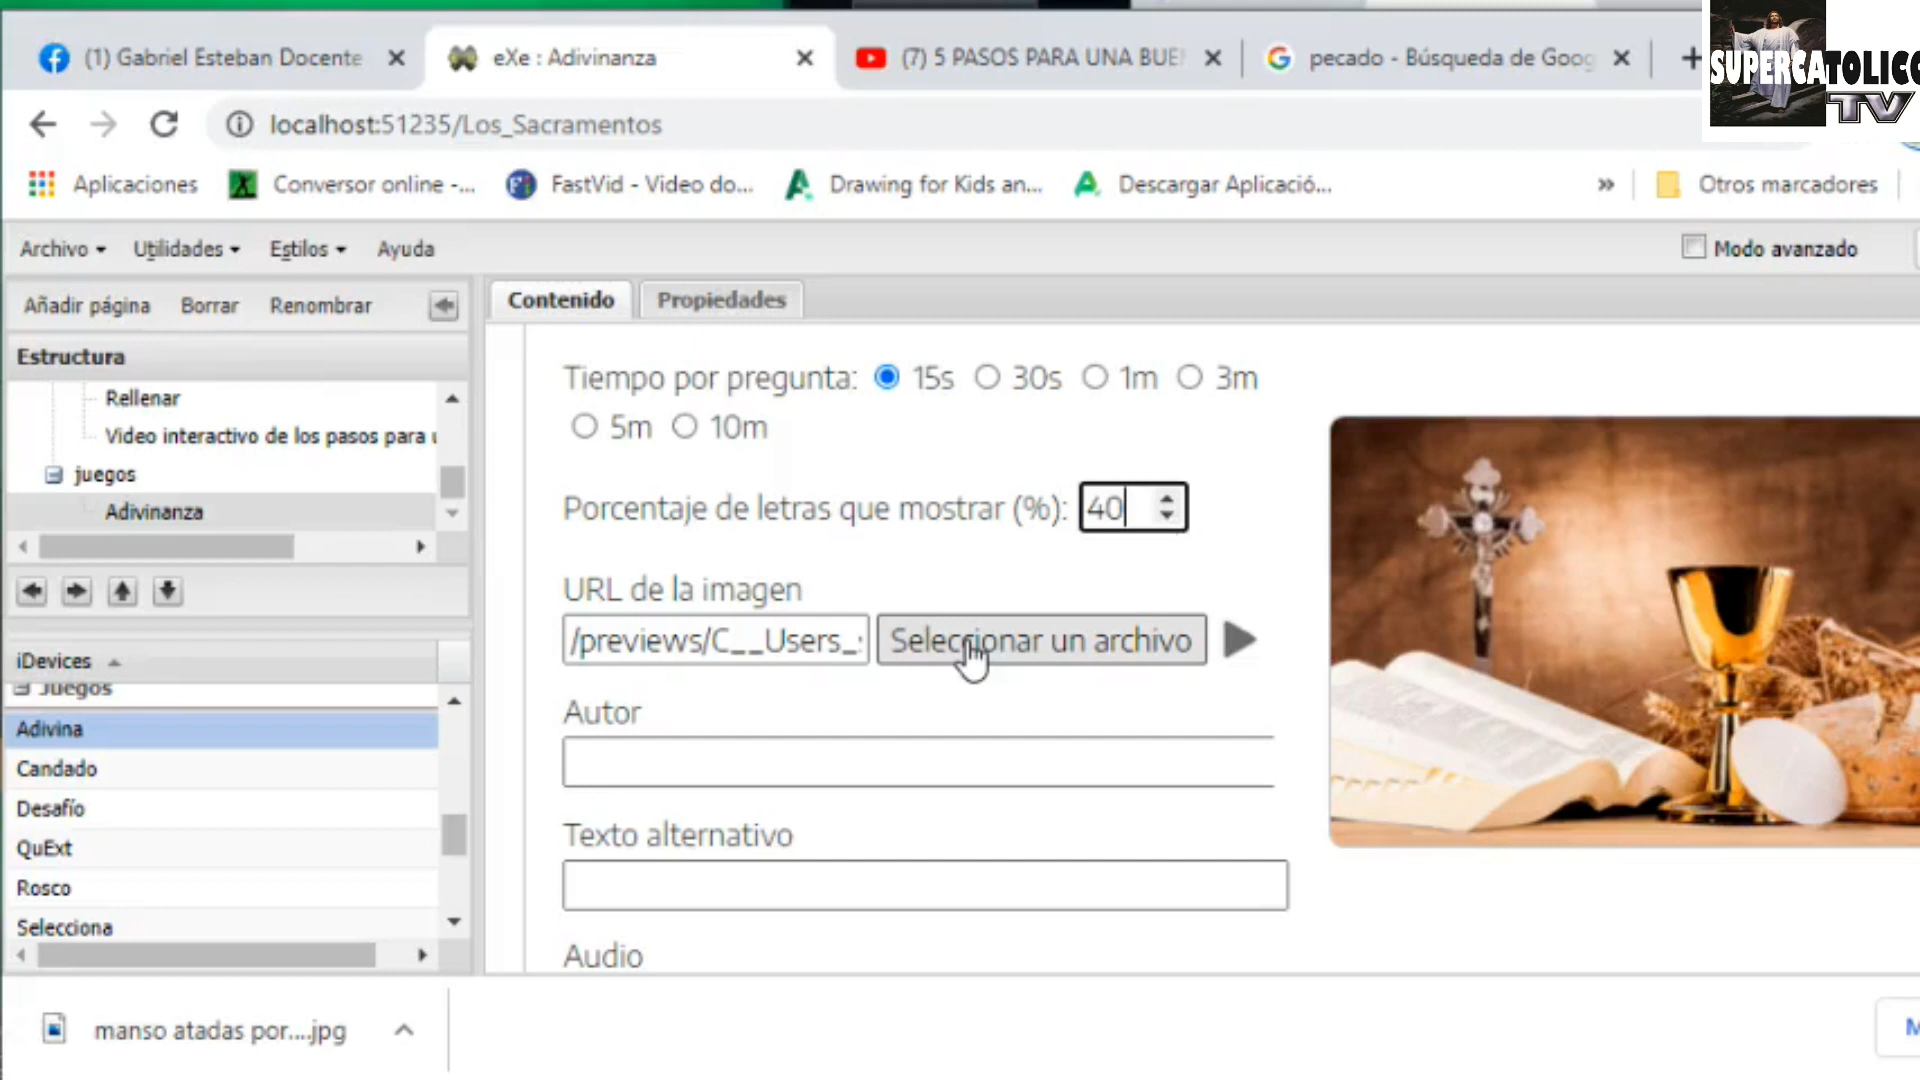 (1) Gabriel Esteban Docente
eXe : Adivinanza
(7) 5 PASOS PARA UNA BUE
pecado - Búsqueda de Goog
SUPERCATOLICO
TV
localhost:51235/Los_Sacramentos
Aplicaciones
Conversor online -...
FastVid - Video do...
Drawing for Kids an...
Descargar Aplicació...
»
Otros marcadores
Archivo
Utilidades
Estilos
Ayuda
Modo avanzado
Añadir página
Borrar
Renombrar
Contenido
Propiedades
Estructura
Rellenar
Video interactivo de los pasos para
juegos
Adivinanza
iDevices
Juegos
Adivina
Candado
Desafío
QuExt
Rosco
Selecciona
Tiempo por pregunta: 15s 30s 1m 3m
5m 10m
Porcentaje de letras que mostrar (%): 40
URL de la imagen
/previews/C__Users_
Seleccionar un archivo
Autor
Texto alternativo
Audio
manso atadas por....jpg
M